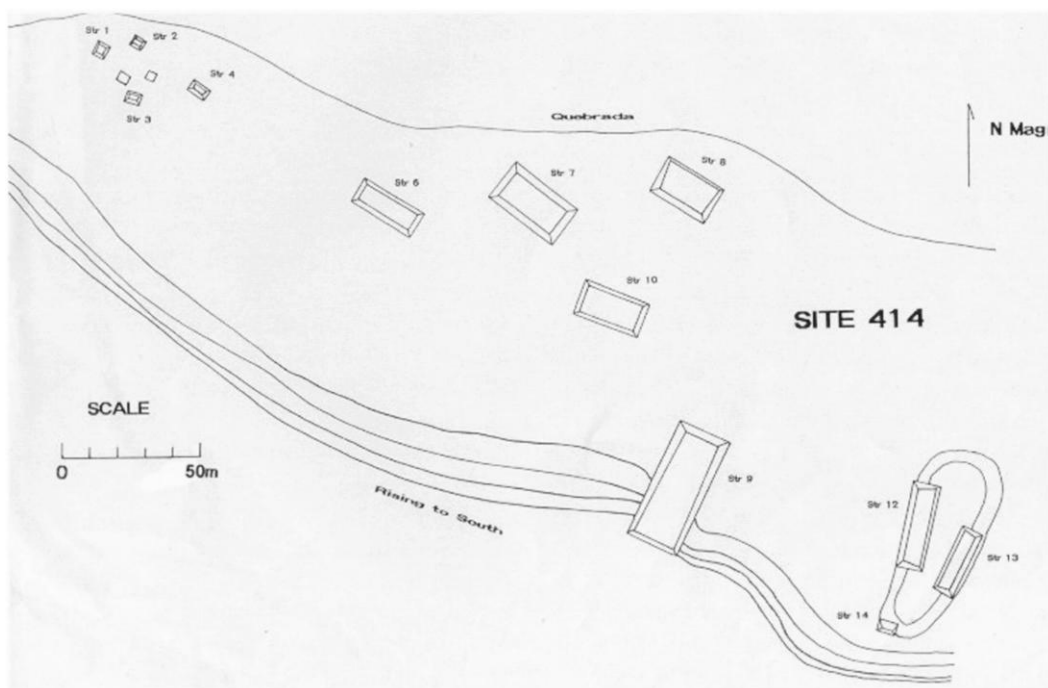 Str 1
Str 2
Str 4
Str 3
Quebrada
N Mag
Str 6
Str 7
Str 8
Str 10
SITE 414
SCALE
0 50m
Rising to South
Str 9
Str 12
Str 13
Str 14